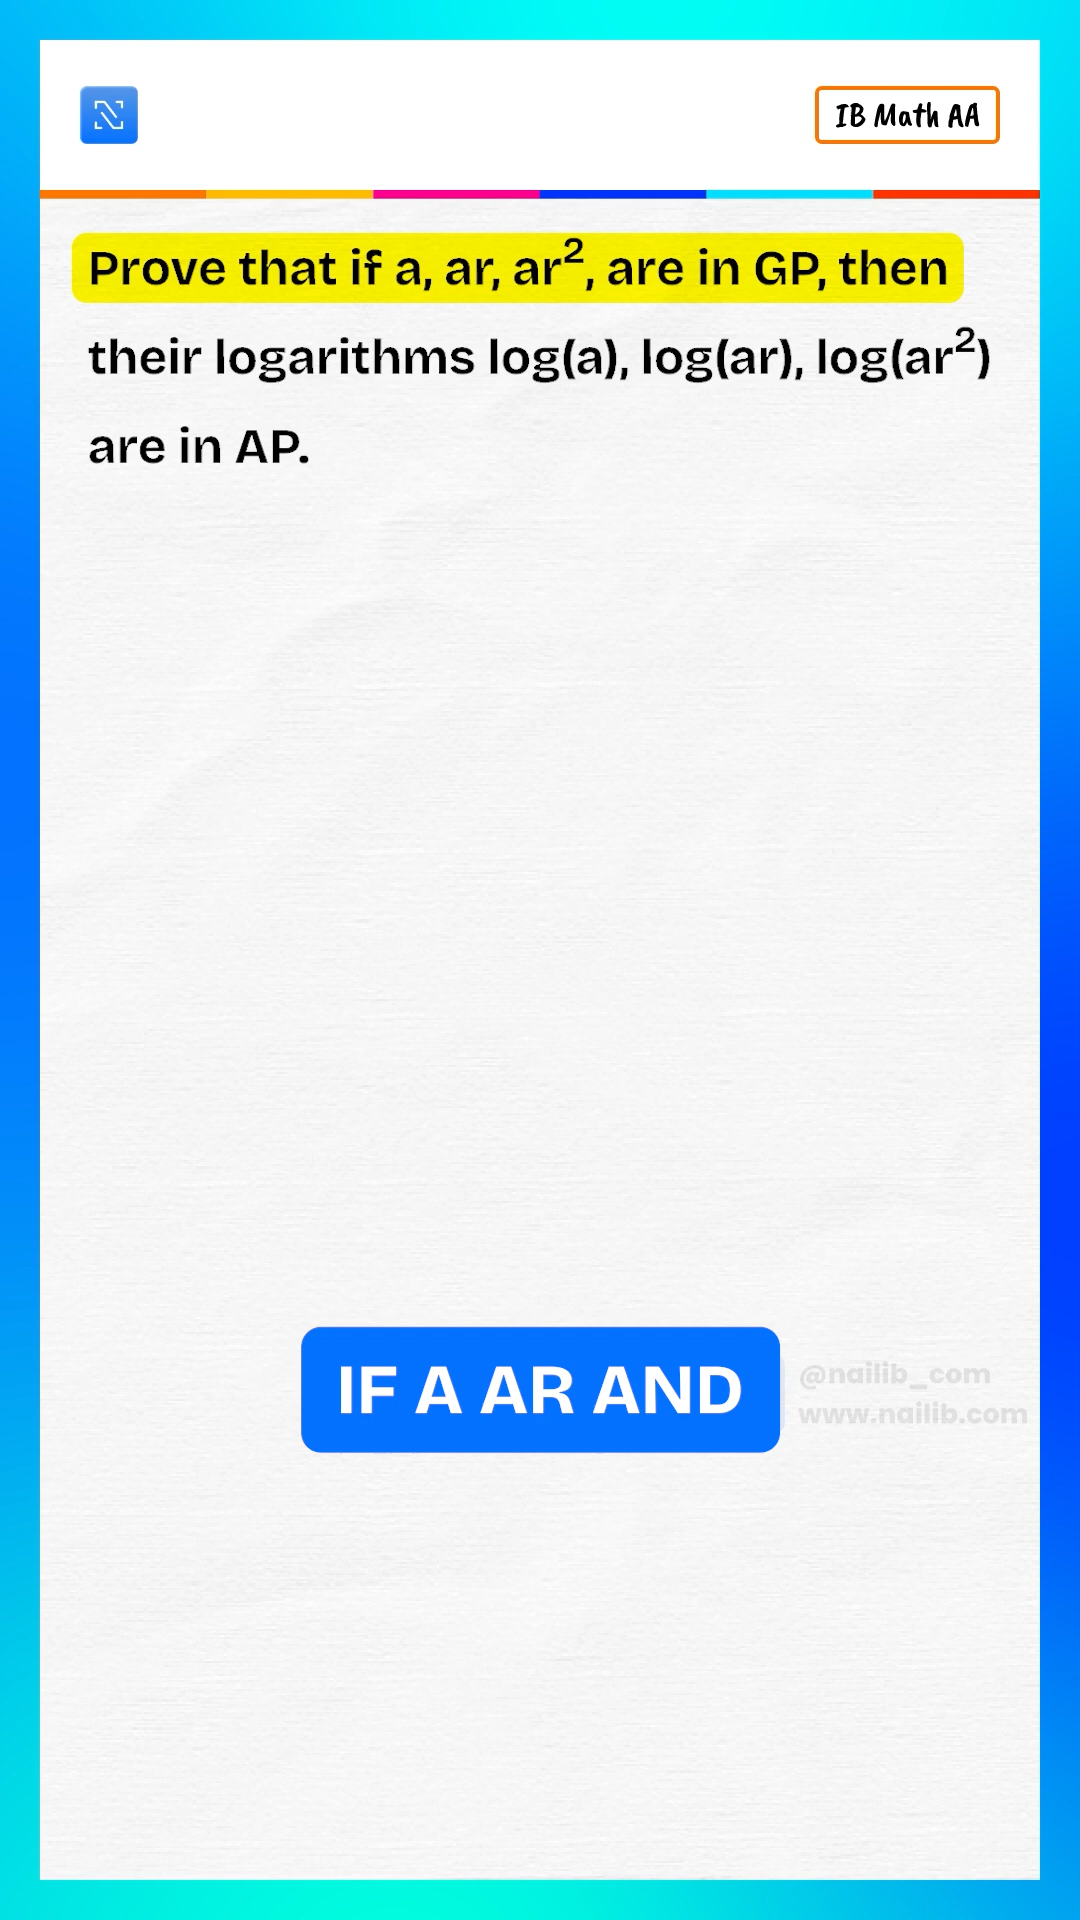 IB Math AA
Prove that if a, ar, ar², are in GP, then
their logarithms log(a), log(ar), log(ar²)
are in AP.
IF A AR AND
@nailib_com
www.nailib.com